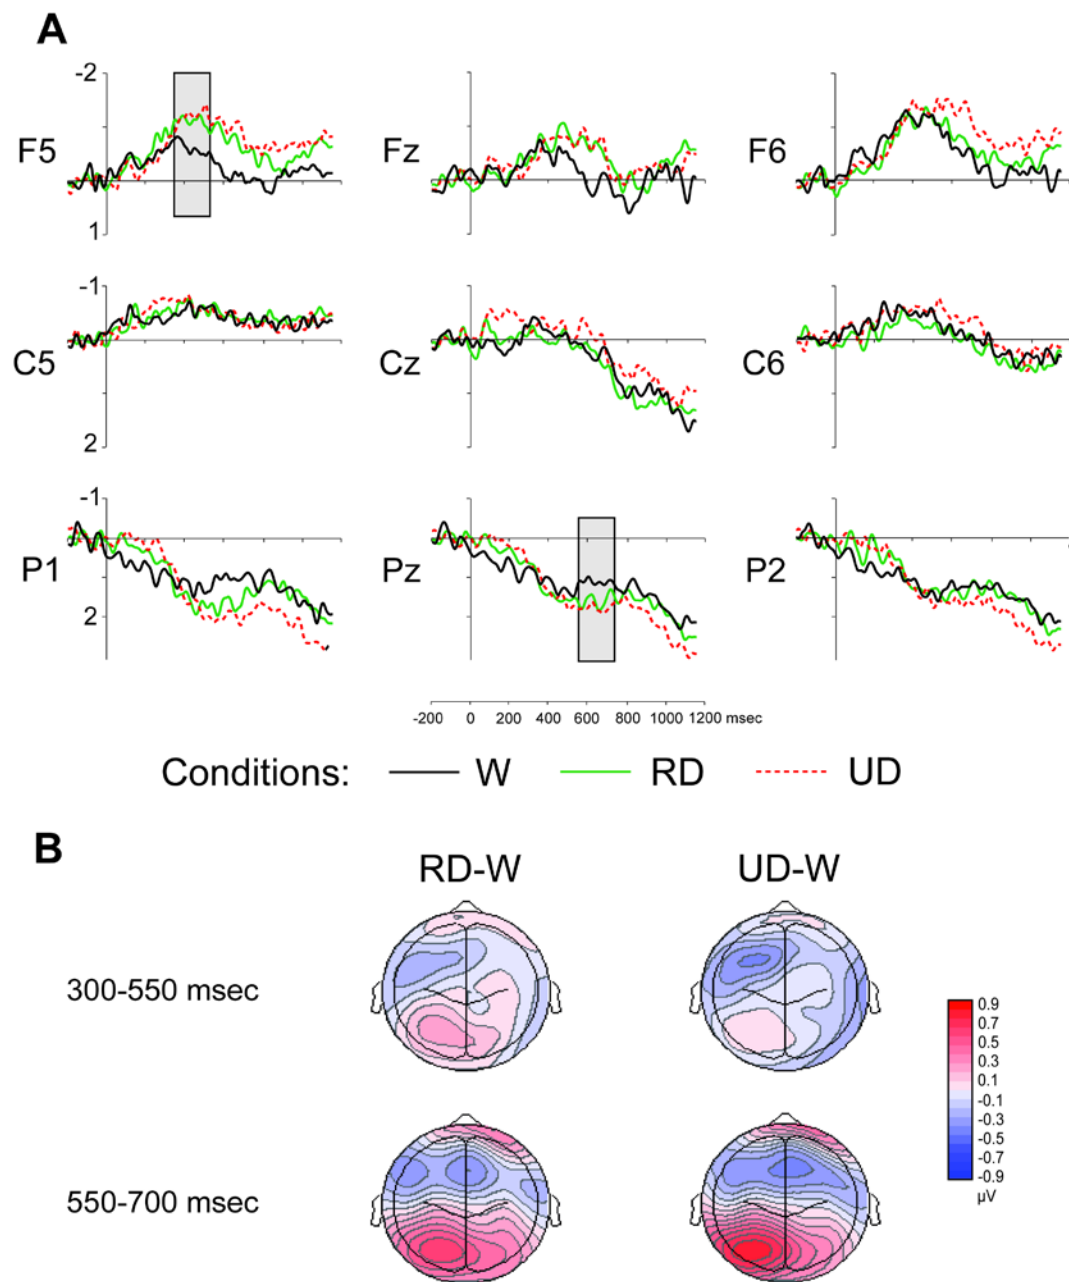 A
-2
F5
Fz
F6
1
-1
C5
Cz
C6
2
-1
P1
Pz
P2
2
-200 0 200 400 600 800 1000 1200 msec
Conditions: W RD UD
B
RD-W UD-W
300-550 msec
0.9
0.7
0.5
0.3
0.1
-0.1
-0.3
-0.5
-0.7
-0.9
µV
550-700 msec